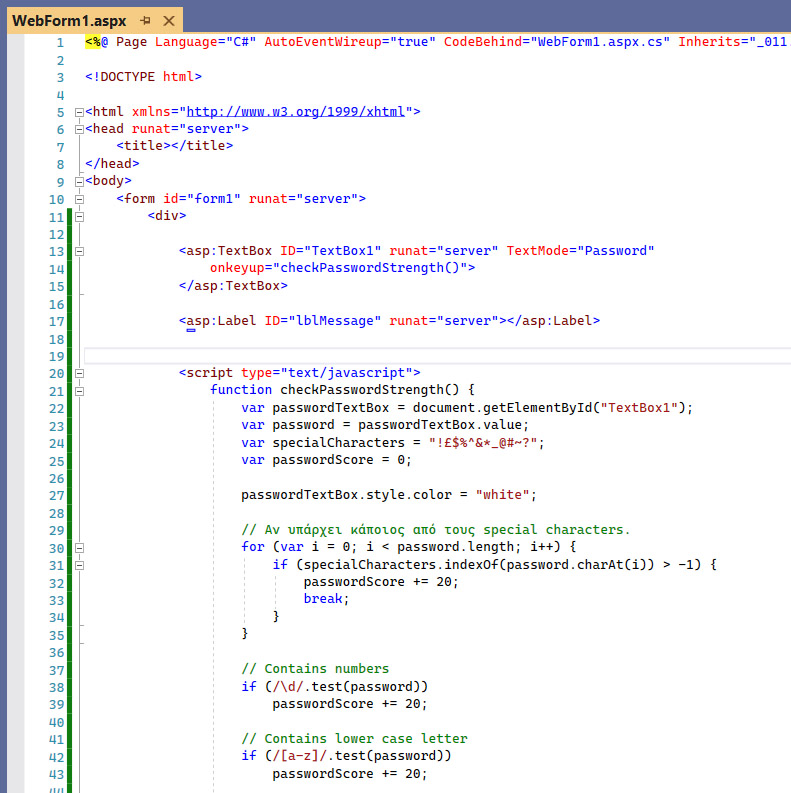 WebForm1.aspx
1 <%@ Page Language="C#" AutoEventWireup="true" CodeBehind="WebForm1.aspx.cs" Inherits="_011
2
3 <!DOCTYPE html>
4
5 <html xmlns="http://www.w3.org/1999/xhtml">
6 <head runat="server">
7 <title></title>
8 </head>
9 <body>
10 <form id="form1" runat="server">
11 <div>
12
13 <asp:TextBox ID="TextBox1" runat="server" TextMode="Password"
14 onkeyup="checkPasswordStrength()">
15 </asp:TextBox>
16
17 <asp:Label ID="lblMessage" runat="server"></asp:Label>
18
19
20 <script type="text/javascript">
21 function checkPasswordStrength() {
22 var passwordTextBox = document.getElementById("TextBox1");
23 var password = passwordTextBox.value;
24 var specialCharacters = "!£$%^&*_@#~?";
25 var passwordScore = 0;
26
27 passwordTextBox.style.color = "white";
28
29 // Αν υπάρχει κάποιος από τους special characters.
30 for (var i = 0; i < password.length; i++) {
31 if (specialCharacters.indexOf(password.charAt(i)) > -1) {
32 passwordScore += 20;
33 break;
34 }
35 }
36
37 // Contains numbers
38 if (/\d/.test(password))
39 passwordScore += 20;
40
41 // Contains lower case letter
42 if (/[a-z]/.test(password))
43 passwordScore += 20;